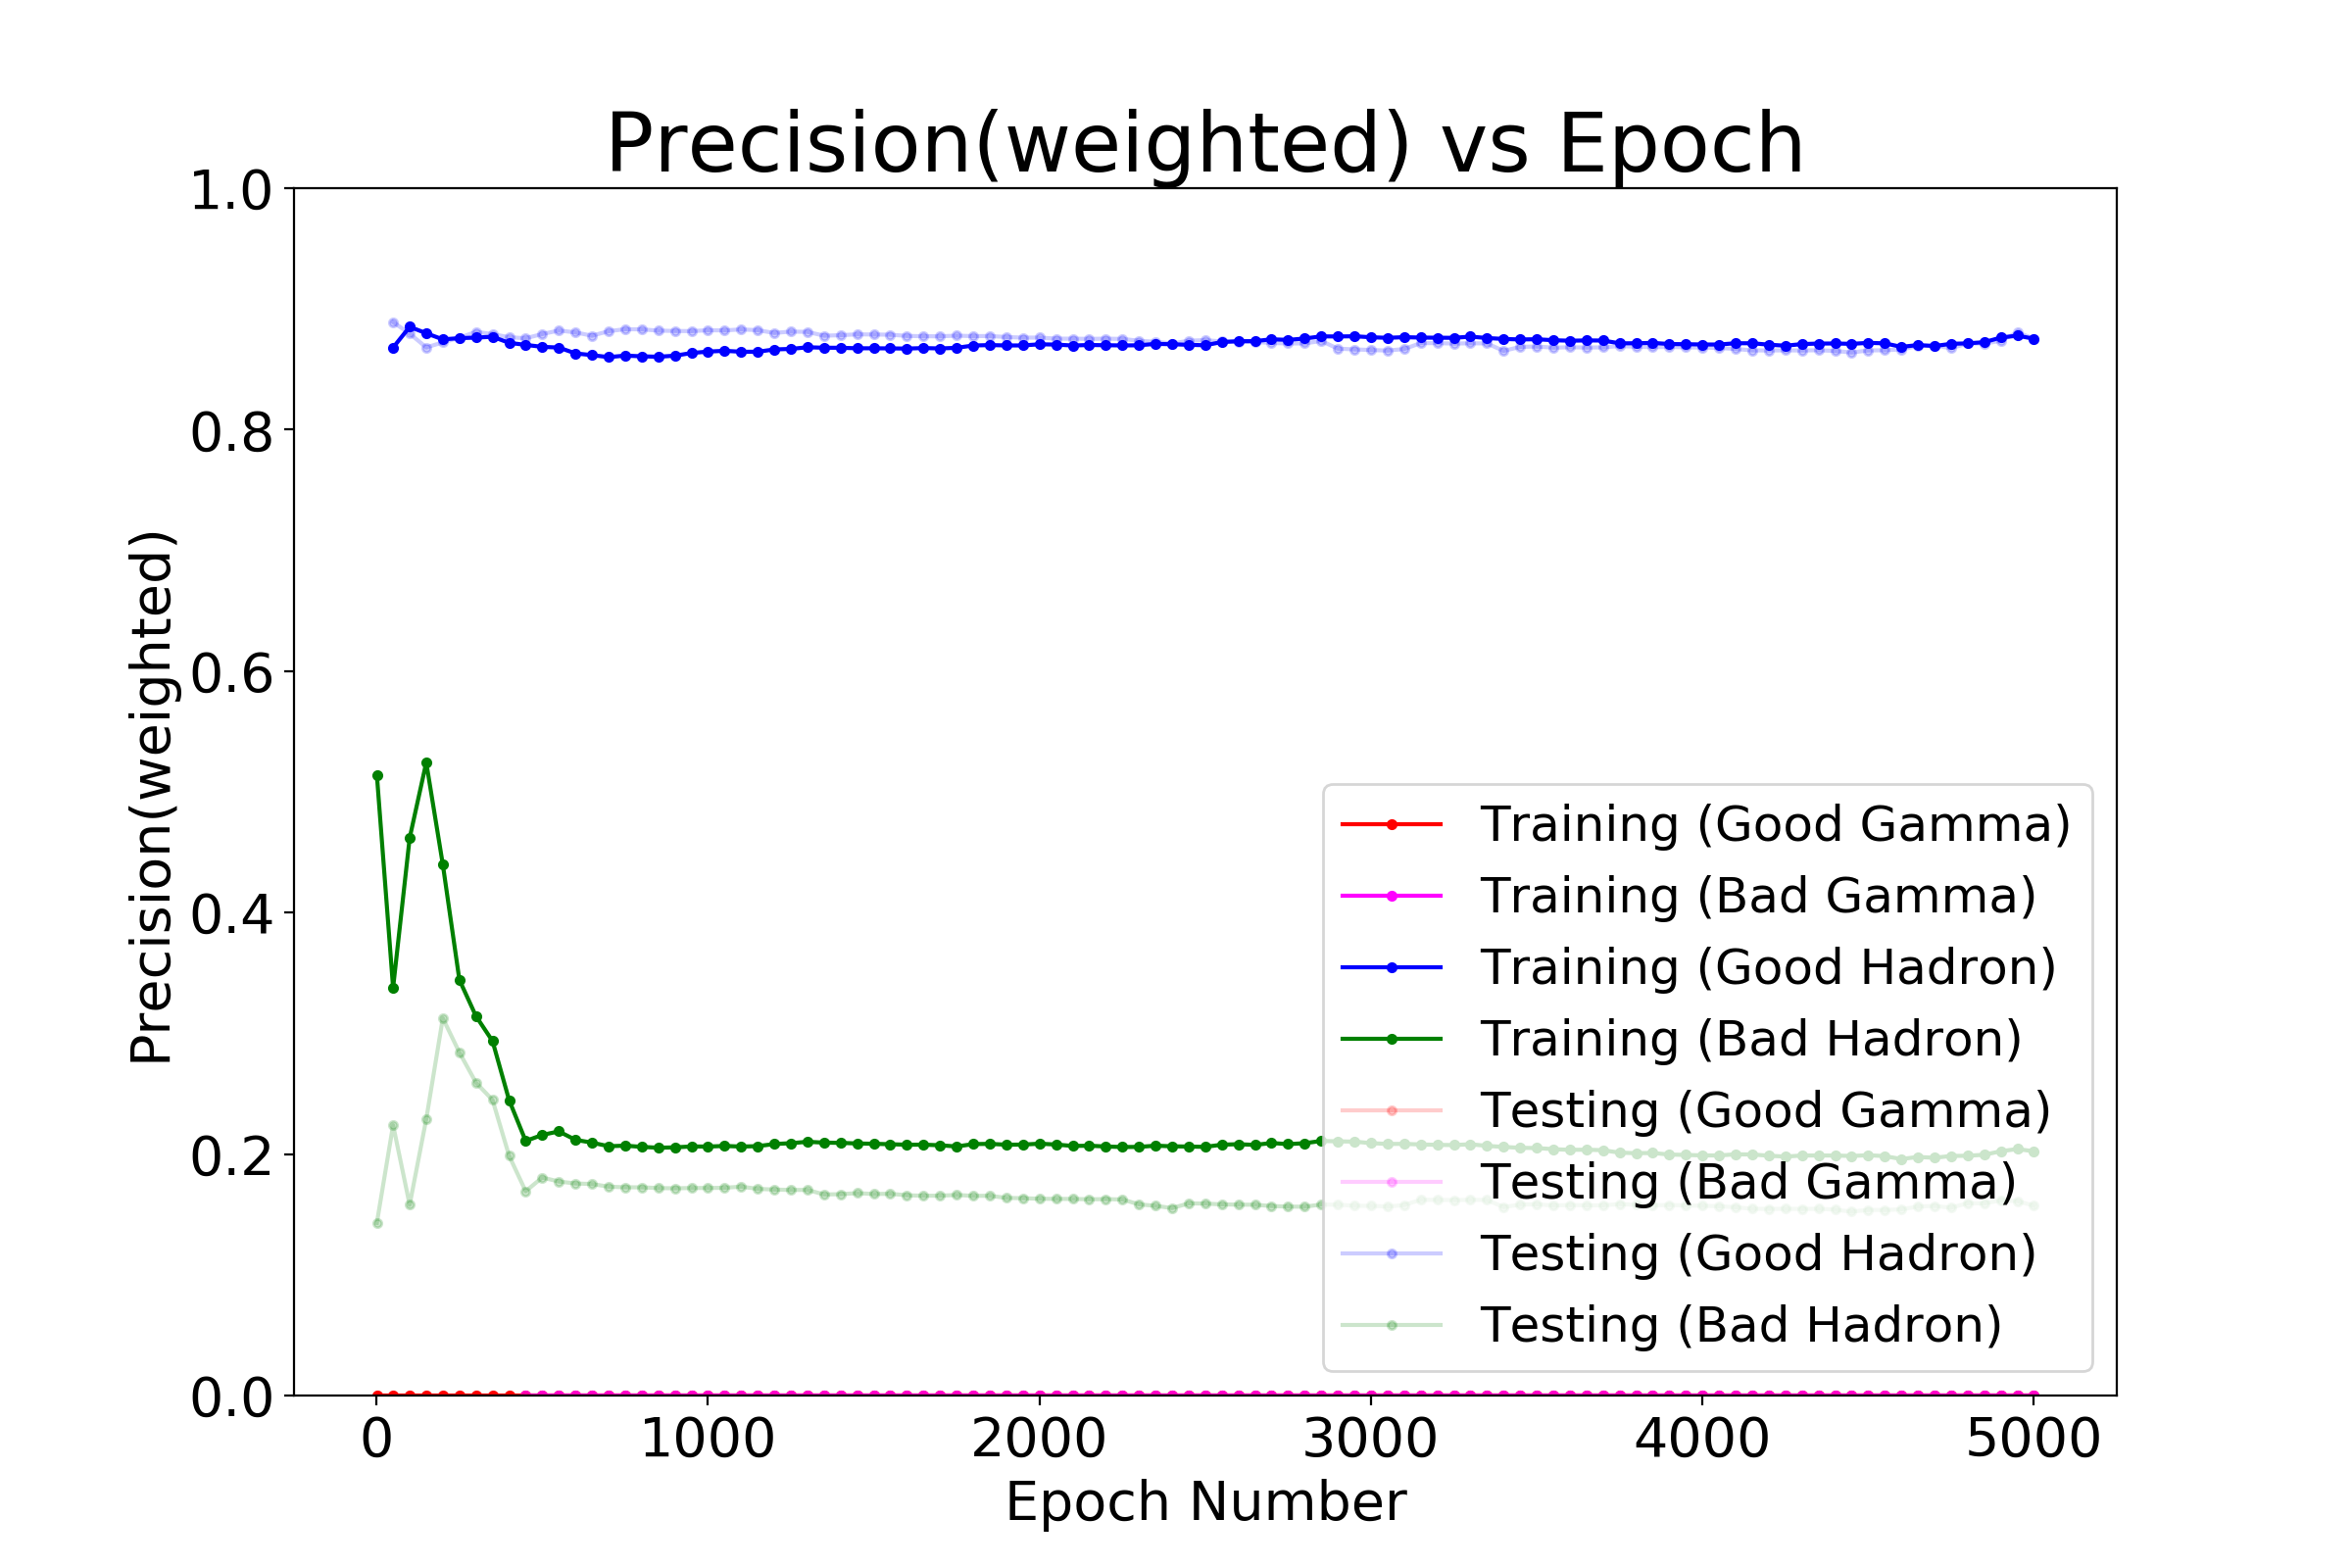 Precision(weighted) vs Epoch
Precision(weighted)
1.0
0.8
0.6
0.4
0.2
0.0
Training (Good Gamma)
Training (Bad Gamma)
Training (Good Hadron)
Training (Bad Hadron)
Testing (Good Gamma)
Testing (Bad Gamma)
Testing (Good Hadron)
Testing (Bad Hadron)
0 1000 2000 3000 4000 5000
Epoch Number